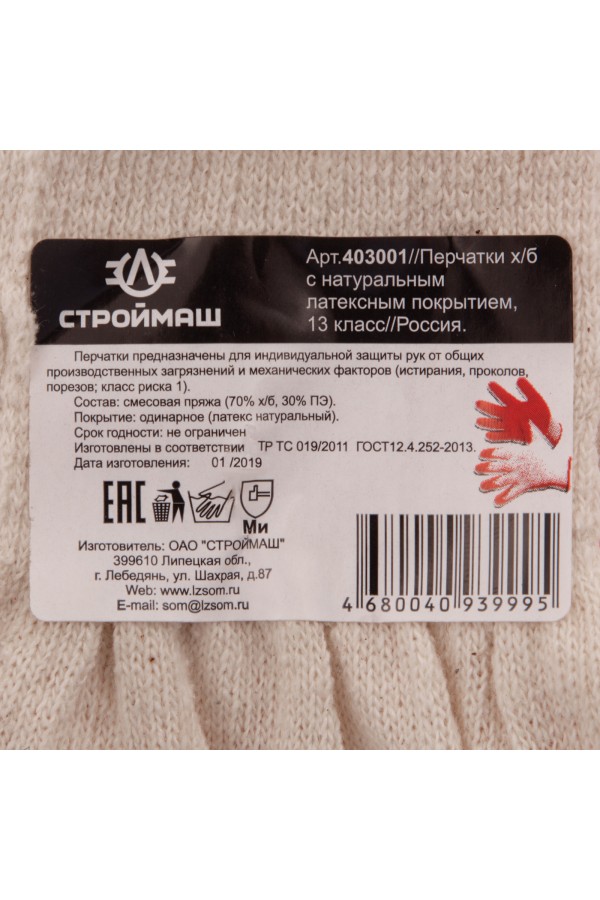 СТРОЙМАШ
Арт.403001//Перчатки х/б
с натуральным
латексным покрытием,
13 класс//Россия.
Перчатки предназначены для индивидуальной защиты рук от общих
производственных загрязнений и механических факторов (истирания, проколов,
порезов; класс риска 1).
Состав: смесовая пряжа (70% х/б, 30% ПЭ).
Покрытие: одинарное (латекс натуральный).
Срок годности: не ограничен
Изготовлены в соответствии ТР ТС 019/2011 ГОСТ12.4.252-2013.
Дата изготовления: 01 /2019
ЕАС
Ми
Изготовитель: ОАО "СТРОЙМАШ"
399610 Липецкая обл.,
г. Лебедянь, ул. Шахрая, д.87
Web: www.lzsom.com
E-mail: som@lzsom.com
4 680040 939995